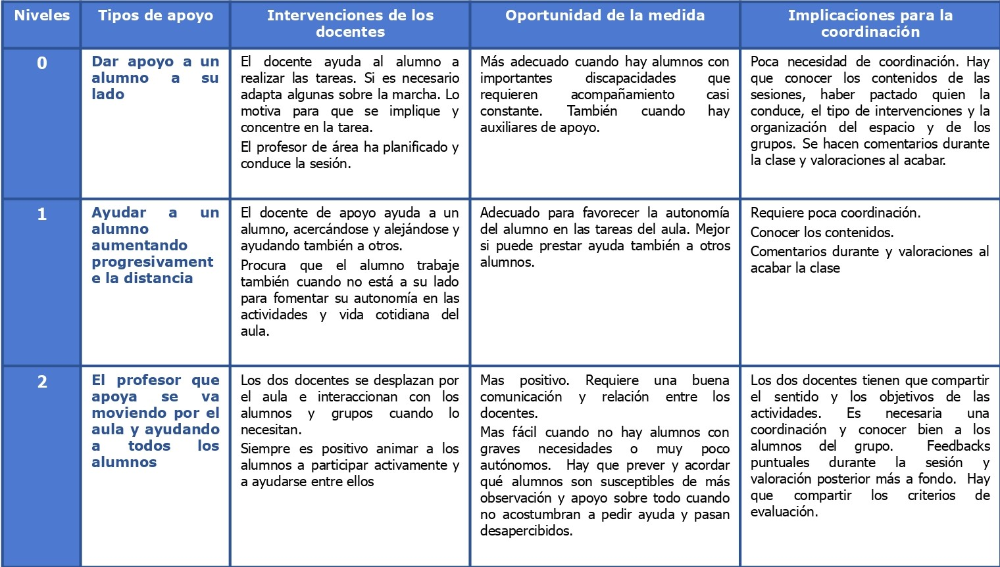 Niveles
Tipos de apoyo
Intervenciones de los
docentes
Oportunidad de la medida
Implicaciones para la
coordinación
0
Dar apoyo a un
alumno a su
lado
El docente ayuda al alumno a
realizar las tareas. Si es necesario
adapta algunas sobre la marcha. Lo
motiva para que se implique y
concentre en la tarea.
El profesor de área ha planificado y
conduce la sesión.
Más adecuado cuando hay alumnos con
importantes discapacidades que
requieren acompañamiento casi
constante. También cuando hay
auxiliares de apoyo.
Poca necesidad de coordinación. Hay
que conocer los contenidos de las
sesiones, haber pactado quien la
conduce, el tipo de intervenciones y la
organización del espacio y de los
grupos. Se hacen comentarios durante
la clase y valoraciones al acabar.
1
Ayudar a un
alumno
aumentando
progresivament
e la distancia
El docente de apoyo ayuda a un
alumno, acercándose y alejándose y
ayudando también a otros.
Procura que el alumno trabaje
también cuando no está a su lado
para fomentar su autonomía en las
actividades y vida cotidiana del
aula.
Adecuado para favorecer la autonomía
del alumno en las tareas del aula. Mejor
si puede prestar ayuda también a otros
alumnos.
Requiere poca coordinación.
Conocer los contenidos.
Comentarios durante y valoraciones al
acabar la clase
2
El profesor que
apoya se va
moviendo por el
aula y ayudando
a todos los
alumnos
Los dos docentes se desplazan por
el aula e interaccionan con los
alumnos y grupos cuando lo
necesitan.
Siempre es positivo animar a los
alumnos a participar activamente y
a ayudarse entre ellos
Mas positivo. Requiere una buena
comunicación y relación entre los
docentes.
Mas fácil cuando no hay alumnos con
graves necesidades o muy poco
autónomos. Hay que prever y acordar
qué alumnos son susceptibles de más
observación y apoyo sobre todo cuando
no acostumbran a pedir ayuda y pasan
desapercibidos.
Los dos docentes tienen que compartir
el sentido y los objetivos de las
actividades. Es necesaria una
coordinación y conocer bien a los
alumnos del grupo. Feedbacks
puntuales durante la sesión y
valoración posterior más a fondo. Hay
que compartir los criterios de
evaluación.